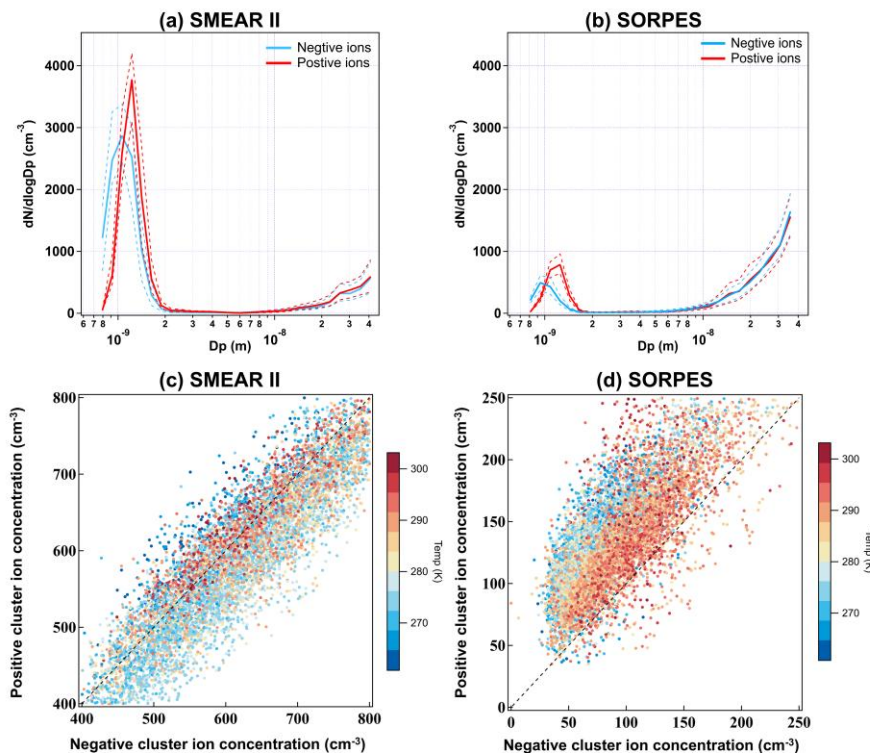 (a) SMEAR II
Negtive ions
Postive ions
dN/dlogDp (cm⁻³)
4000
3000
2000
1000
0
6 7 8 2 3 4 5 6 7 8 2 3 4
10⁻⁹ 10⁻⁸
Dp (m)
(b) SORPES
Negtive ions
Postive ions
dN/dlogDp (cm⁻³)
4000
3000
2000
1000
0
6 7 8 2 3 4 5 6 7 8 2 3 4
10⁻⁹ 10⁻⁸
Dp (m)
(c) SMEAR II
Positive cluster ion concentration (cm⁻³)
800
700
600
500
400
400 500 600 700 800
Negative cluster ion concentration (cm⁻³)
300
290
280
270
Temp (K)
(d) SORPES
Positive cluster ion concentration (cm⁻³)
250
200
150
100
50
0
0 50 100 150 200 250
Negative cluster ion concentration (cm⁻³)
300
290
280
270
Temp (K)